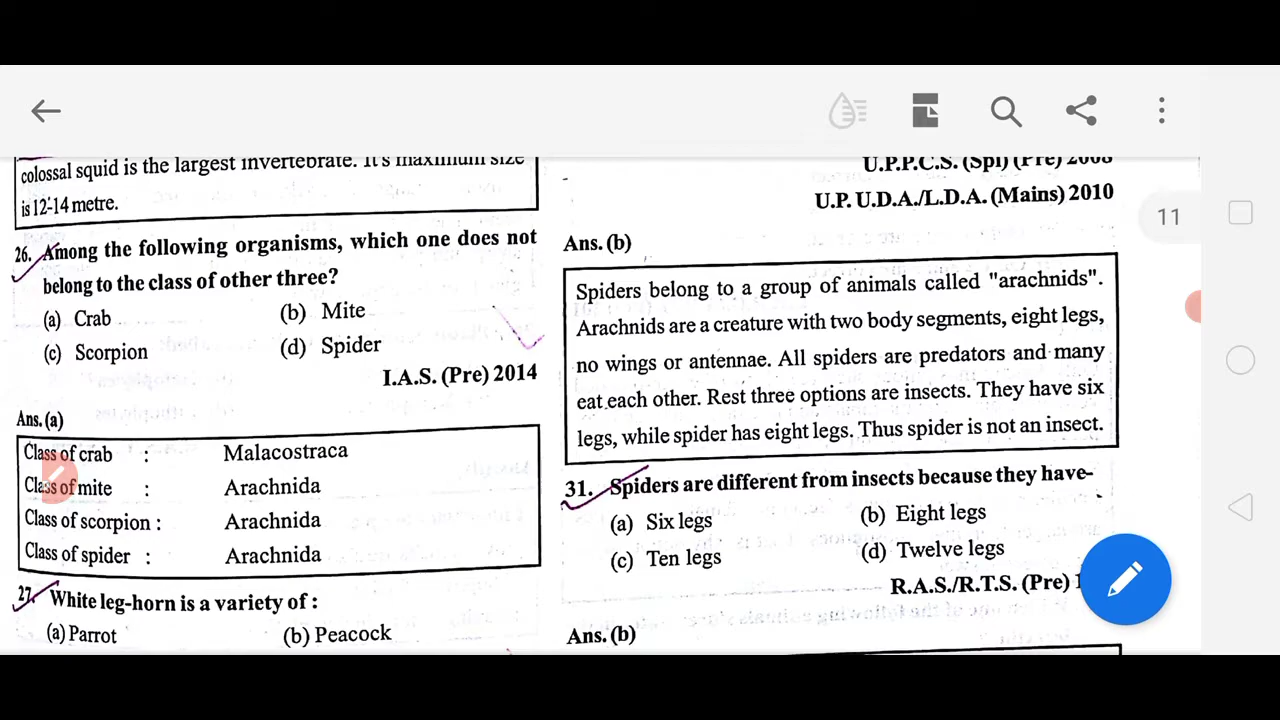 11
colossal squid is the largest invertebrate. It's maximum size
is 12-14 metre.
26. Among the following organisms, which one does not
belong to the class of other three?
(a) Crab (b) Mite
(c) Scorpion (d) Spider
I.A.S. (Pre) 2014
Ans. (a)
Class of crab : Malacostraca
Class of mite : Arachnida
Class of scorpion : Arachnida
Class of spider : Arachnida
27. White leg-horn is a variety of :
(a) Parrot (b) Peacock
U.P.P.C.S. (Spl) (Pre) 2008
U.P. U.D.A./L.D.A. (Mains) 2010
Ans. (b)
Spiders belong to a group of animals called "arachnids".
Arachnids are a creature with two body segments, eight legs,
no wings or antennae. All spiders are predators and many
eat each other. Rest three options are insects. They have six
legs, while spider has eight legs. Thus spider is not an insect.
31. Spiders are different from insects because they have-
(a) Six legs (b) Eight legs
(c) Ten legs (d) Twelve legs
R.A.S./R.T.S. (Pre)
Ans. (b)